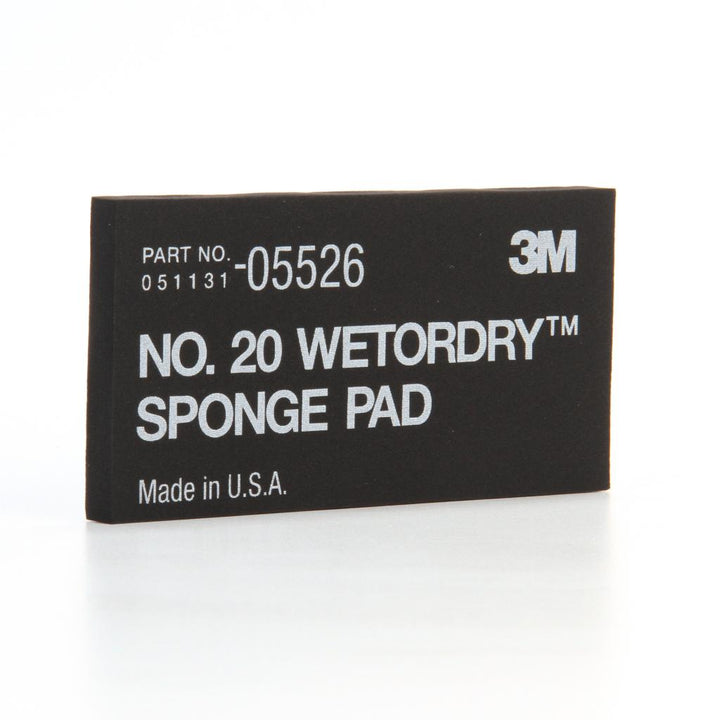 PART NO.
051131-05526
3M
NO. 20 WETORDRY™
SPONGE PAD
Made in U.S.A.